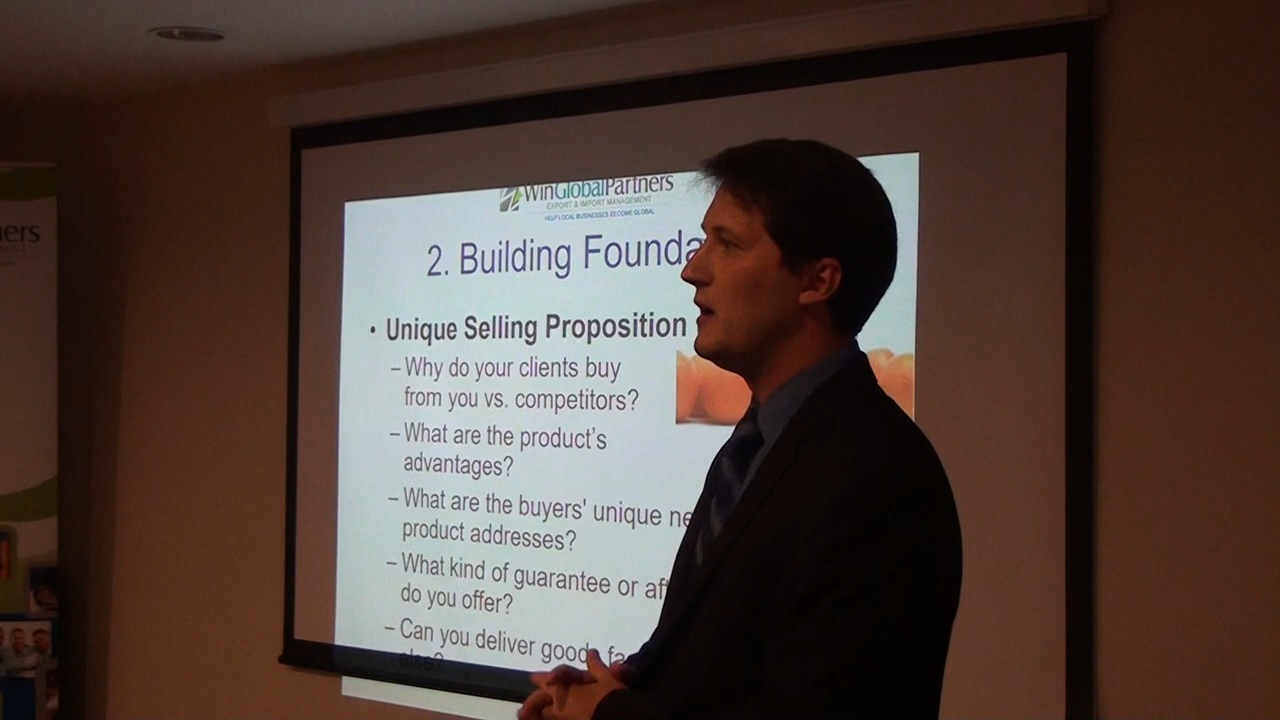 WinGlobalPartners
EXPORT & IMPORT MANAGEMENT
HELP LOCAL BUSINESSES BECOME GLOBAL
2. Building Founda
• Unique Selling Proposition
– Why do your clients buy
from you vs. competitors?
– What are the product's
advantages?
– What are the buyers' unique ne
product addresses?
– What kind of guarantee or af
do you offer?
– Can you deliver goods fa
else?
ners